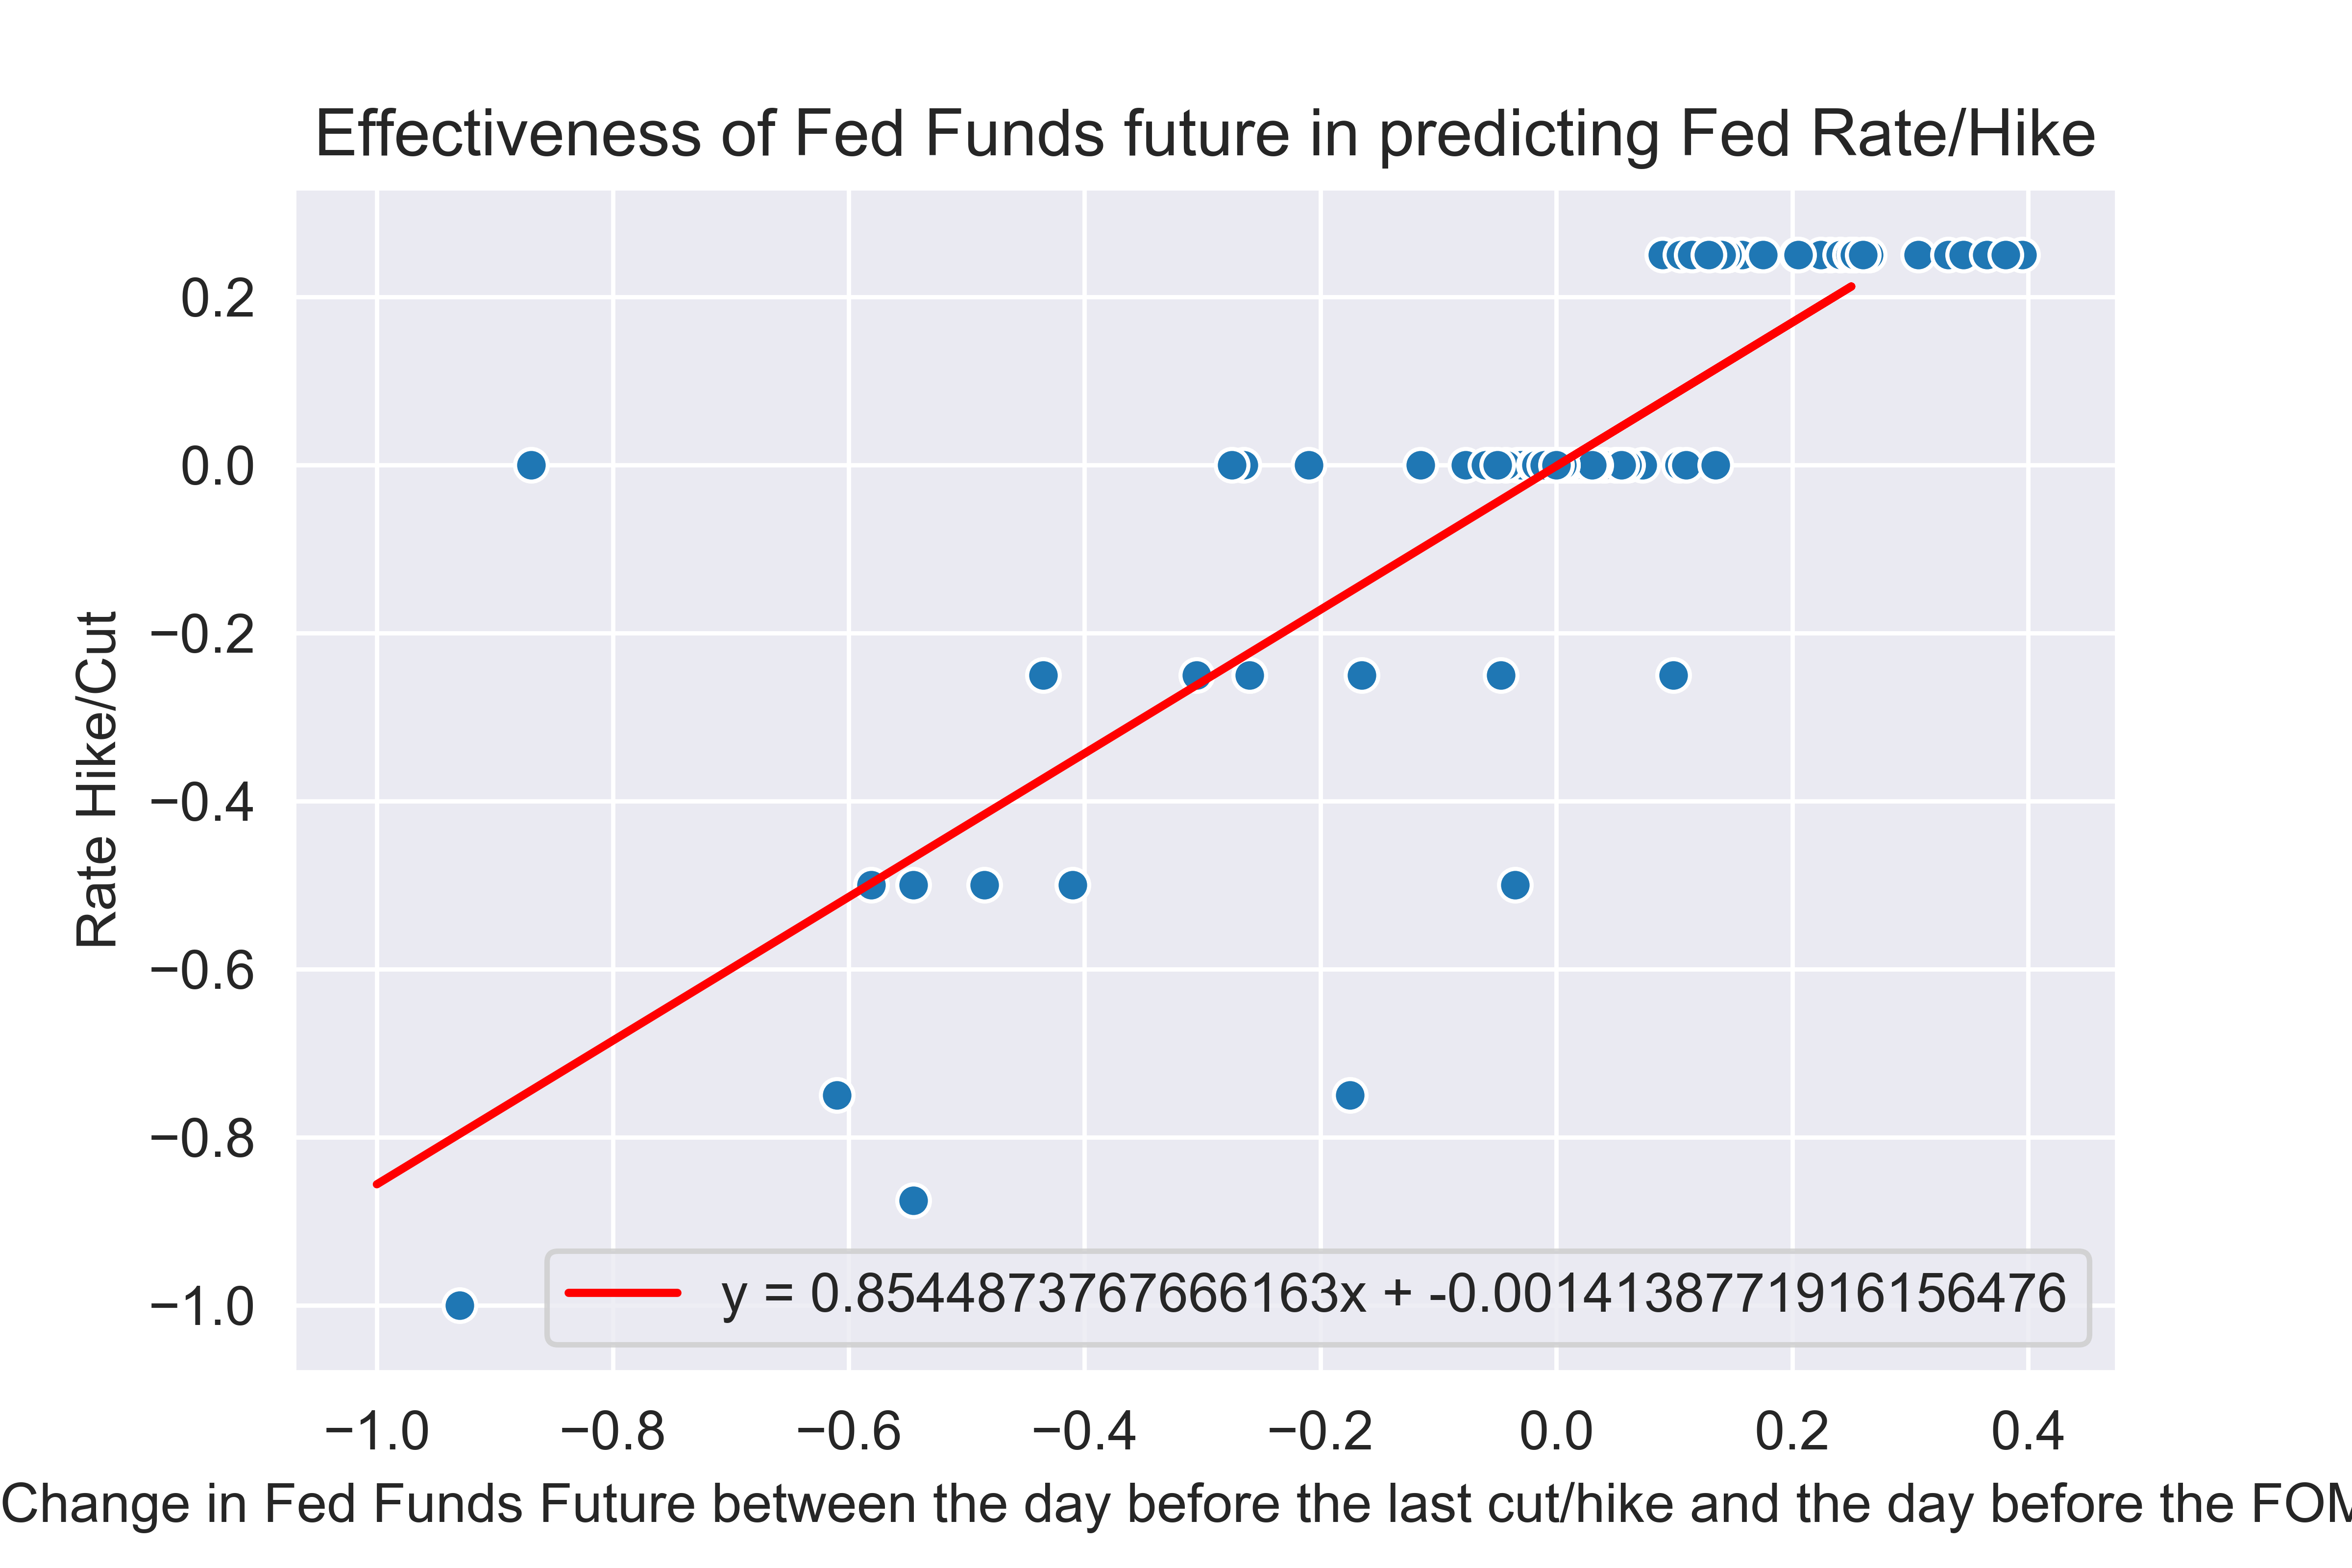 Effectiveness of Fed Funds future in predicting Fed Rate/Hike
Rate Hike/Cut
0.2
0.0
−0.2
−0.4
−0.6
−0.8
−1.0
y = 0.8544873767666163x + -0.0014138771916156476
−1.0 −0.8 −0.6 −0.4 −0.2 0.0 0.2 0.4
Change in Fed Funds Future between the day before the last cut/hike and the day before the